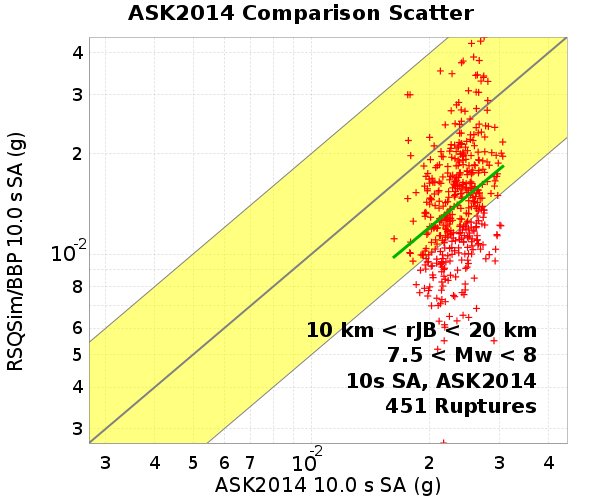 ASK2014 Comparison Scatter
RSQSim/BBP 10.0 s SA (g)
4
3
2
10-2
8
6
5
4
3
10 km < rJB < 20 km
7.5 < Mw < 8
10s SA, ASK2014
451 Ruptures
3 4 5 6 7 10-2 2 3 4
ASK2014 10.0 s SA (g)